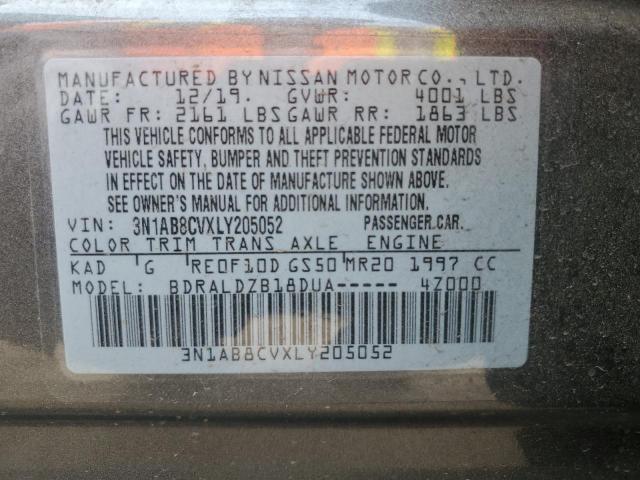 MANUFACTURED BY NISSAN MOTOR CO., LTD.
DATE: 12/19. GVWR: 4001 LBS
GAWR FR: 2161 LBS GAWR RR: 1863 LBS
THIS VEHICLE CONFORMS TO ALL APPLICABLE FEDERAL MOTOR
VEHICLE SAFETY, BUMPER AND THEFT PREVENTION STANDARDS
IN EFFECT ON THE DATE OF MANUFACTURE SHOWN ABOVE.
SEE OWNER'S MANUAL FOR ADDITIONAL INFORMATION.
VIN: 3N1AB8CVXLY205052 PASSENGER CAR.
COLOR TRIM TRANS AXLE ENGINE
KAD G RE0F10D GS50 MR20 1997 CC
MODEL: BDRALDZB18DUA----- 4Z000
3N1AB8CVXLY205052